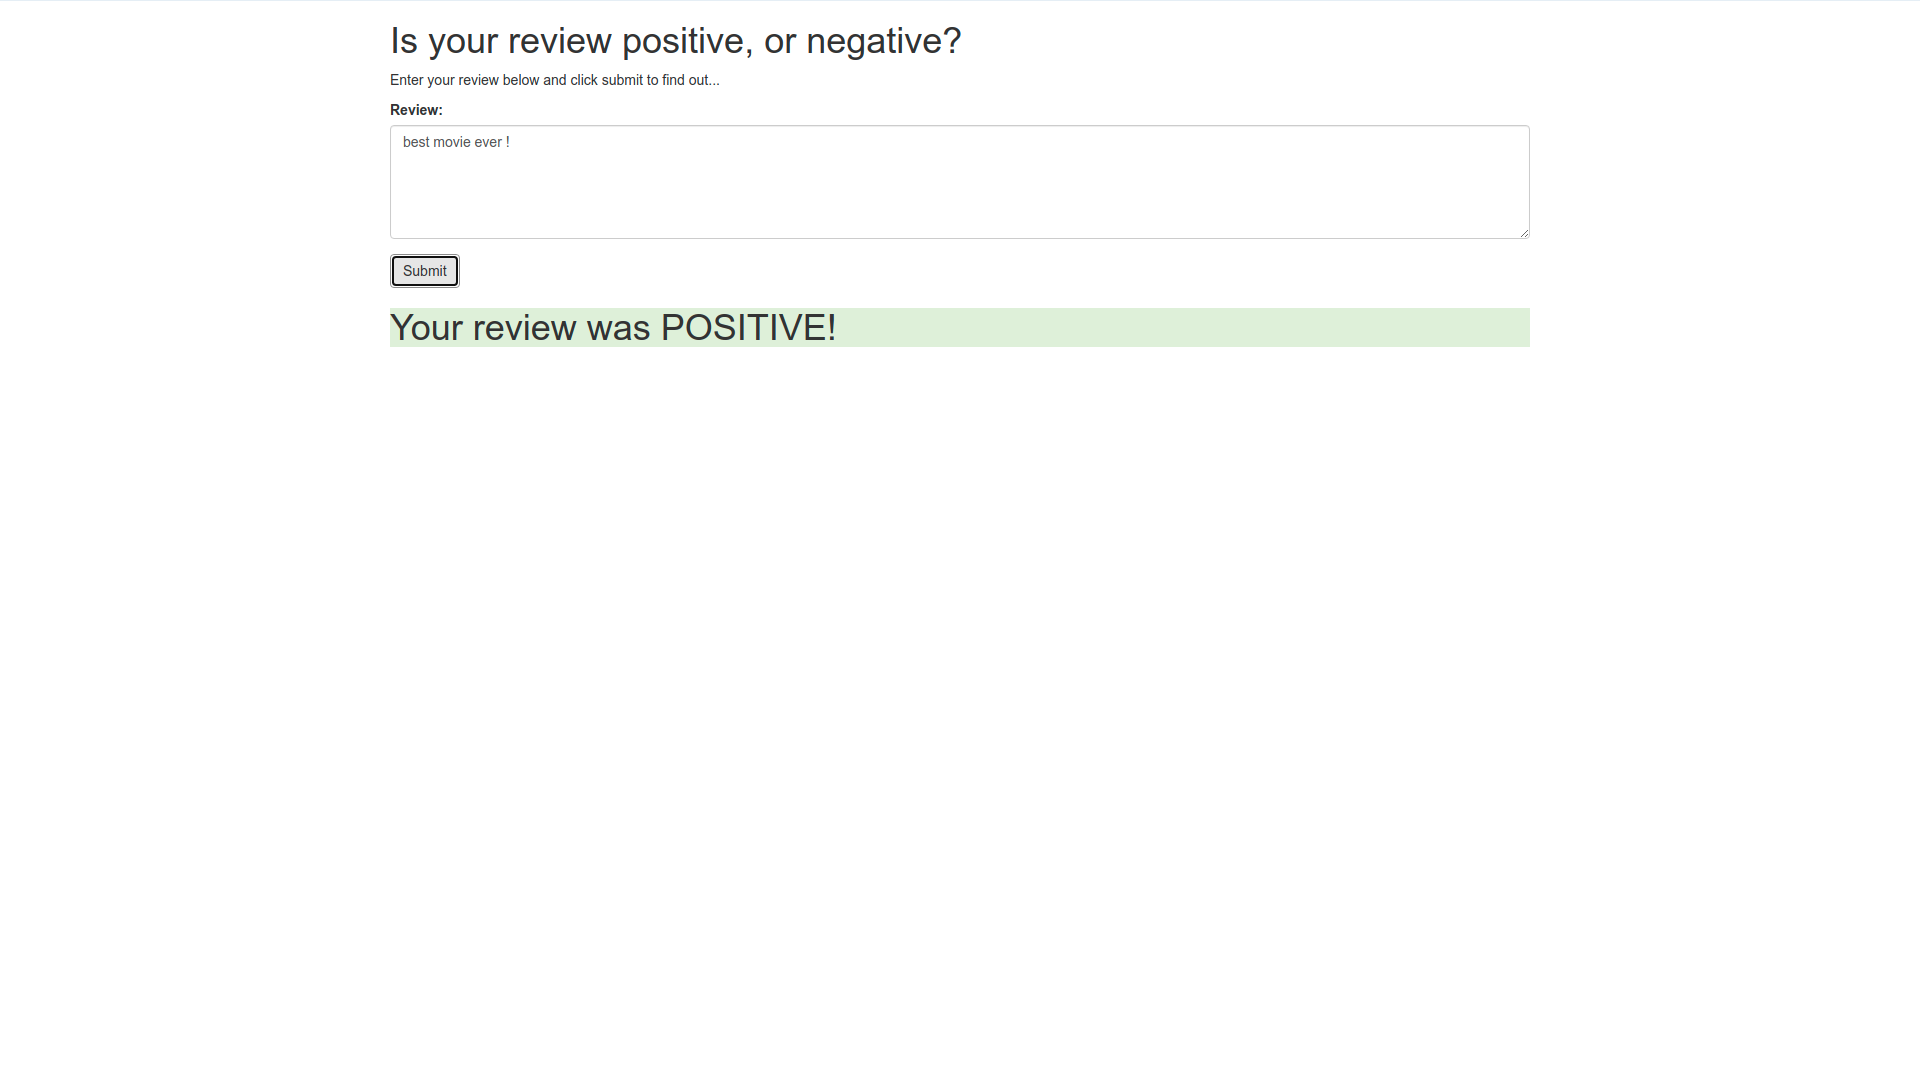 Is your review positive, or negative?
Enter your review below and click submit to find out...
Review:
best movie ever !
Submit
Your review was POSITIVE!